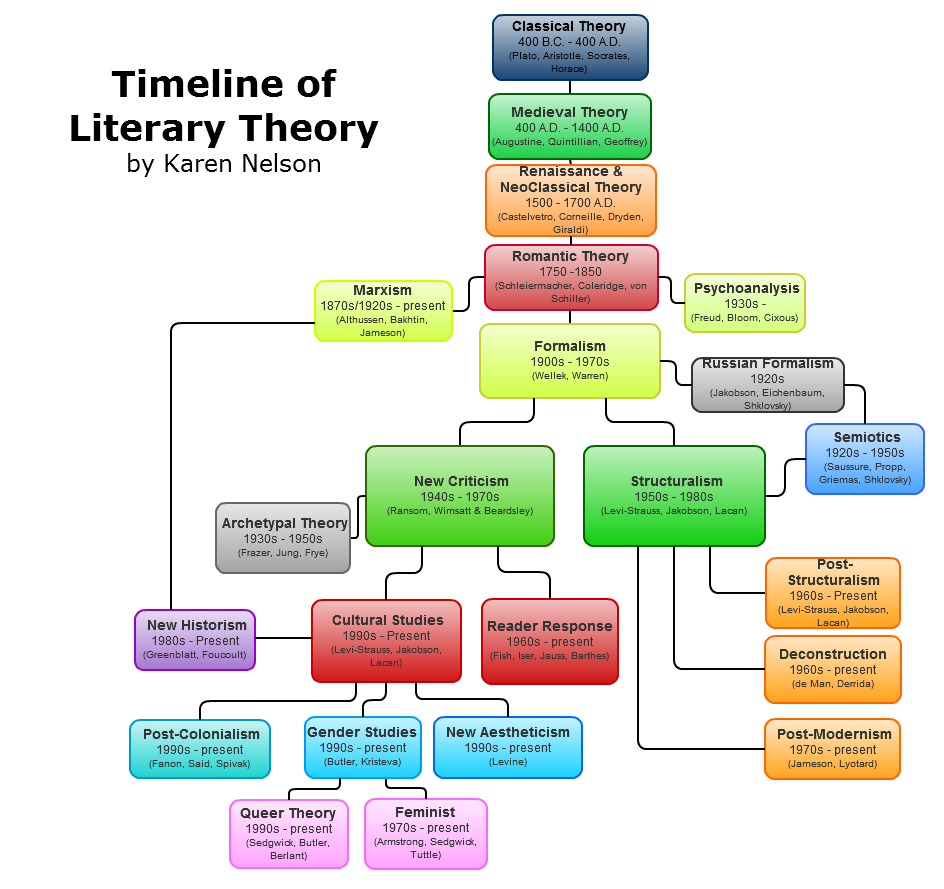 Timeline of
Literary Theory
by Karen Nelson
Classical Theory
400 B.C. - 400 A.D.
(Plato, Aristotle, Socrates,
Horace)
Medieval Theory
400 A.D. - 1400 A.D.
(Augustine, Quintillian, Geoffrey)
Renaissance &
NeoClassical Theory
1500 - 1700 A.D.
(Castelvetro, Corneille, Dryden,
Giraldi)
Romantic Theory
1750 -1850
(Schleiermacher, Coleridge, von
Schiller)
Marxism
1870s/1920s - present
(Althussen, Bakhtin,
Jameson)
Psychoanalysis
1930s -
(Freud, Bloom, Cixous)
Formalism
1900s - 1970s
(Wellek, Warren)
Russian Formalism
1920s
(Jakobson, Eichenbaum,
Shklovsky)
Semiotics
1920s - 1950s
(Saussure, Propp,
Griemas, Shklovsky)
New Criticism
1940s - 1970s
(Ransom, Wimsatt & Beardsley)
Structuralism
1950s - 1980s
(Levi-Strauss, Jakobson, Lacan)
Archetypal Theory
1930s - 1950s
(Frazer, Jung, Frye)
Post-
Structuralism
1960s - Present
(Levi-Strauss, Jakobson,
Lacan)
New Historism
1980s - Present
(Greenblatt, Foucoult)
Cultural Studies
1990s - Present
(Levi-Strauss, Jakobson,
Lacan)
Reader Response
1960s - present
(Fish, Iser, Jauss, Barthes)
Deconstruction
1960s - present
(de Man, Derrida)
Post-Colonialism
1990s - present
(Fanon, Said, Spivak)
Gender Studies
1990s - present
(Butler, Kristeva)
New Aestheticism
1990s - present
(Levine)
Post-Modernism
1970s - present
(Jameson, Lyotard)
Queer Theory
1990s - present
(Sedgwick, Butler,
Berlant)
Feminist
1970s - present
(Armstrong, Sedgwick,
Tuttle)